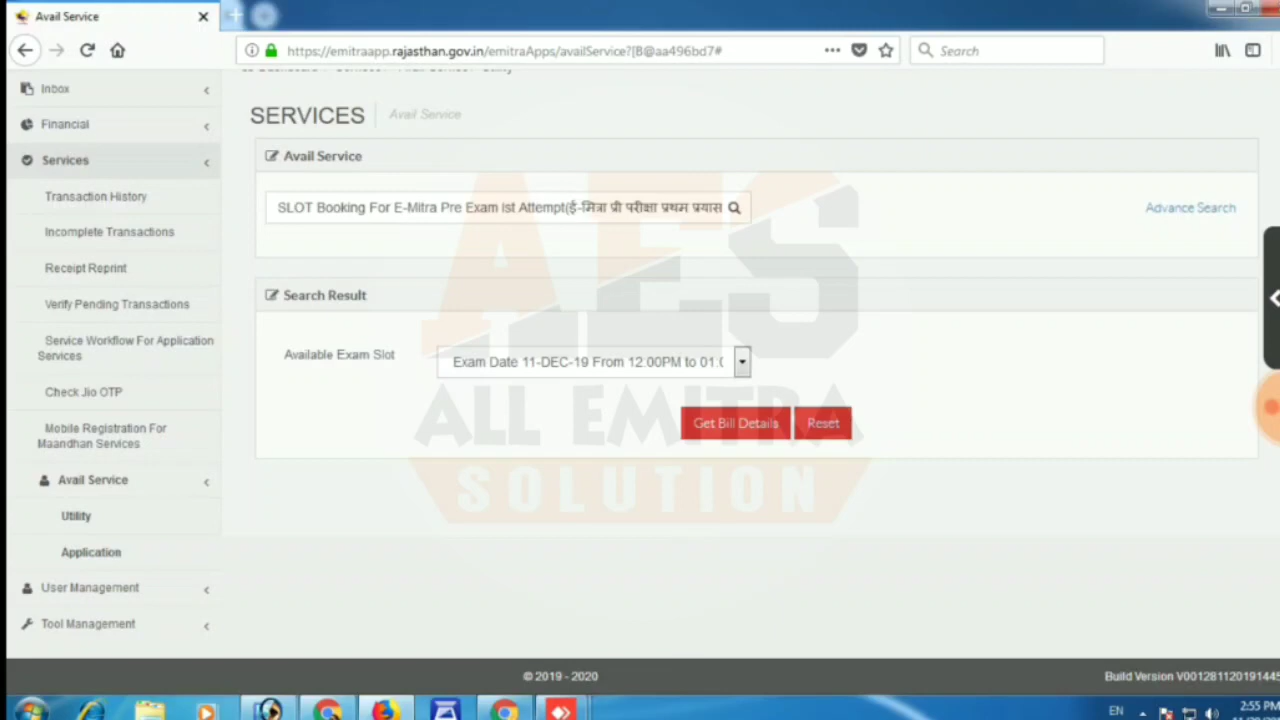 Avail Service
https://emitraapp.rajasthan.gov.in/emitraApps/availService?[B@aa496bd7#
Search
Inbox
Financial
Services
Transaction History
Incomplete Transactions
Receipt Reprint
Verify Pending Transactions
Service Workflow For Application
Services
Check Jio OTP
Mobile Registration For
Maandhan Services
Avail Service
Utility
Application
User Management
Tool Management
SERVICES
Avail Service
Avail Service
SLOT Booking For E-Mitra Pre Exam Ist Attempt(ई-मित्रा प्री परीक्षा प्रथम प्रयास
Advance Search
Search Result
Available Exam Slot
Exam Date 11-DEC-19 From 12:00PM to 01:0
Get Bill Details
Reset
AES
ALL EMITRA
SOLUTION
© 2019 - 2020
Build Version V001281120191445
EN
2:55 PM